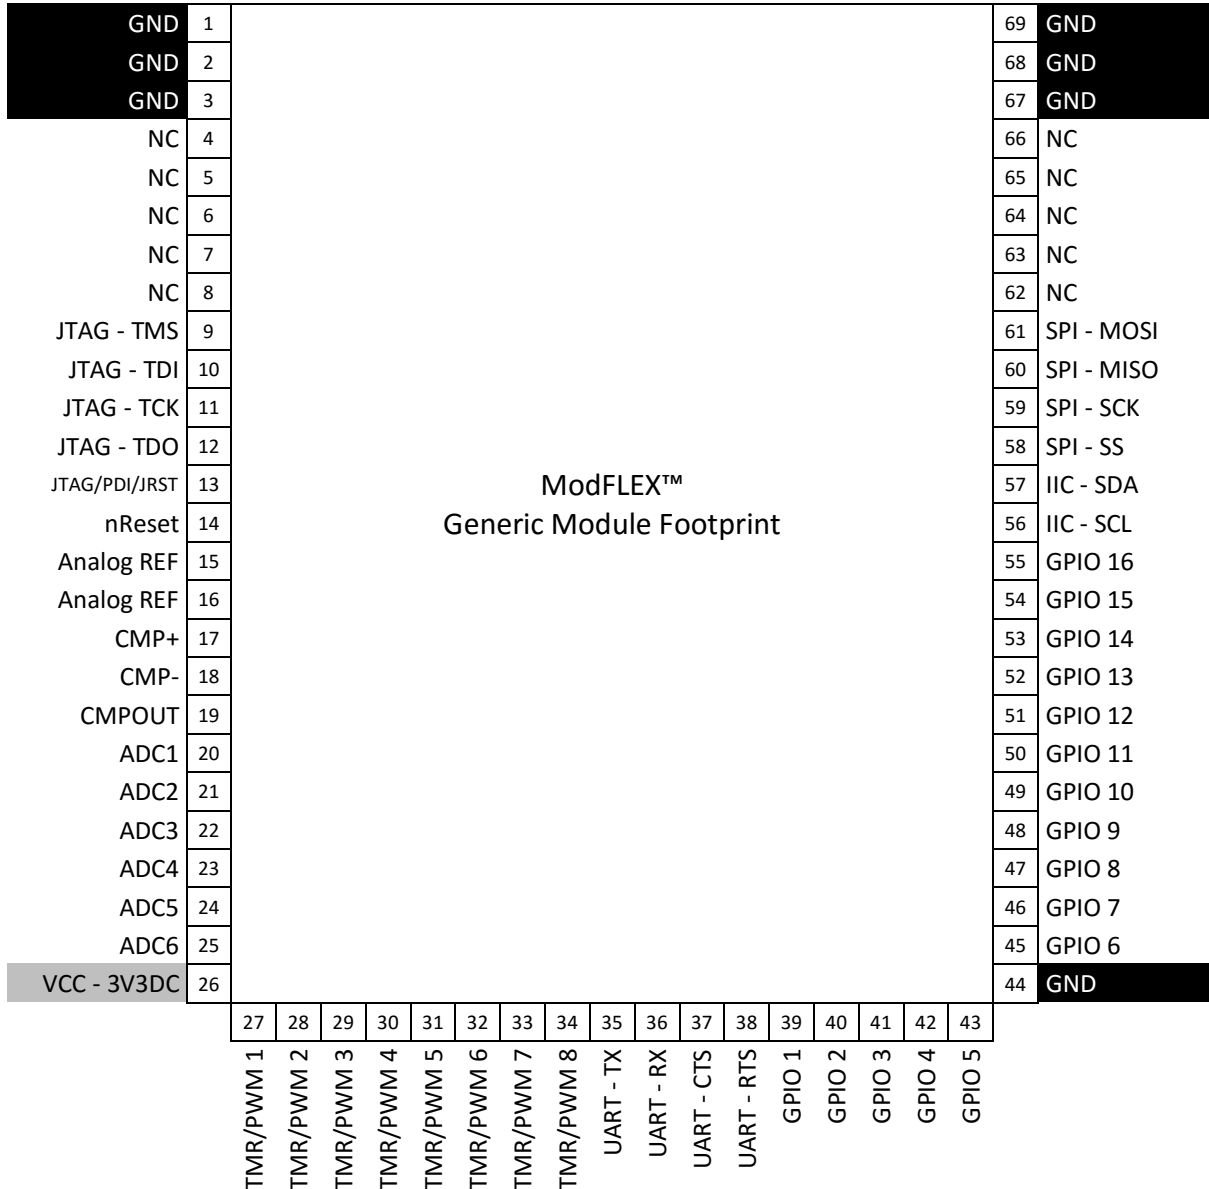 GND 1 69 GND
GND 2 68 GND
GND 3 67 GND
NC 4 66 NC
NC 5 65 NC
NC 6 64 NC
NC 7 63 NC
NC 8 62 NC
JTAG - TMS 9 61 SPI - MOSI
JTAG - TDI 10 60 SPI - MISO
JTAG - TCK 11 59 SPI - SCK
JTAG - TDO 12 58 SPI - SS
JTAG/PDI/JRST 13 ModFLEX™ 57 IIC - SDA
nReset 14 Generic Module Footprint 56 IIC - SCL
Analog REF 15 55 GPIO 16
Analog REF 16 54 GPIO 15
CMP+ 17 53 GPIO 14
CMP- 18 52 GPIO 13
CMPOUT 19 51 GPIO 12
ADC1 20 50 GPIO 11
ADC2 21 49 GPIO 10
ADC3 22 48 GPIO 9
ADC4 23 47 GPIO 8
ADC5 24 46 GPIO 7
ADC6 25 45 GPIO 6
VCC - 3V3DC 26 44 GND
27 28 29 30 31 32 33 34 35 36 37 38 39 40 41 42 43
TMR/PWM 1
TMR/PWM 2
TMR/PWM 3
TMR/PWM 4
TMR/PWM 5
TMR/PWM 6
TMR/PWM 7
TMR/PWM 8
UART - TX
UART - RX
UART - CTS
UART - RTS
GPIO 1
GPIO 2
GPIO 3
GPIO 4
GPIO 5